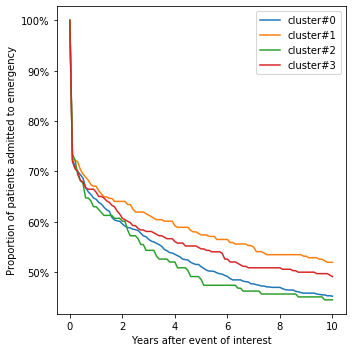 100%
90%
80%
70%
60%
50%
Proportion of patients admitted to emergency
cluster#0
cluster#1
cluster#2
cluster#3
0 2 4 6 8 10
Years after event of interest